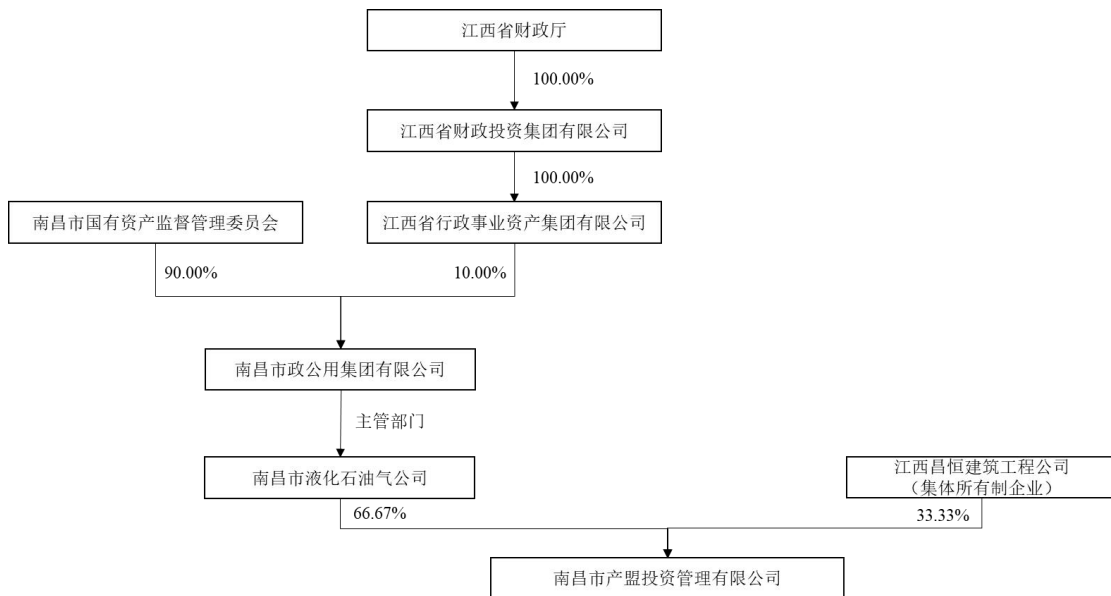 江西省财政厅
100.00%
江西省财政投资集团有限公司
100.00%
南昌市国有资产监督管理委员会
江西省行政事业资产集团有限公司
90.00%
10.00%
南昌市政公用集团有限公司
主管部门
南昌市液化石油气公司
江西昌恒建筑工程公司
（集体所有制企业）
66.67%
33.33%
南昌市产盟投资管理有限公司